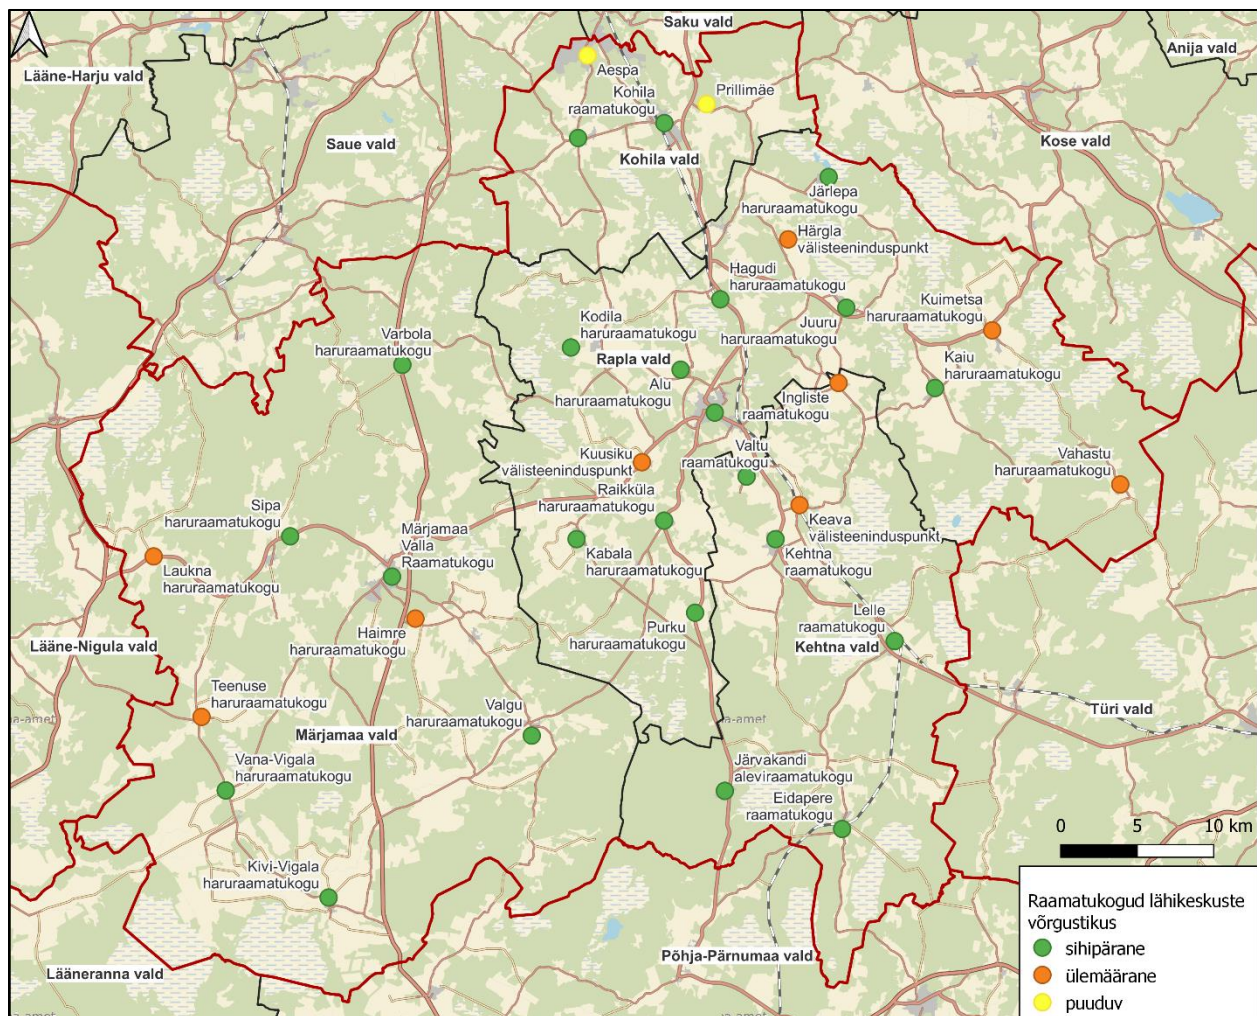 Saku vald
Anija vald
Lääne-Harju vald
Aespa
Kohila
raamatukogu
Prillimäe
Saue vald
Kose vald
Kohila vald
Järlepa
haruraamatukogu
Härgla
välisteeninduspunkt
Hagudi
haruraamatukogu
Kuimetsa
haruraamatukogu
Kodila
haruraamatukogu
Juuru
haruraamatukogu
Varbola
haruraamatukogu
Rapla vald
Kaiu
haruraamatukogu
Alu
haruraamatukogu
Ingliste
raamatukogu
Kuusiku
välisteeninduspunkt
Valtu
raamatukogu
Vahastu
haruraamatukogu
Raikküla
haruraamatukogu
Sipa
haruraamatukogu
Märjamaa
Valla
Raamatukogu
Keava
välisteeninduspunkt
Kabala
haruraamatukogu
Kehtna
raamatukogu
Laukna
haruraamatukogu
Lelle
raamatukogu
Haimre
haruraamatukogu
Purku
haruraamatukogu
Lääne-Nigula vald
Kehtna vald
Teenuse
haruraamatukogu
Valgu
haruraamatukogu
Türi vald
aa-amet
aa-amet
Märjamaa vald
Vana-Vigala
haruraamatukogu
Järvakandi
aleviraamatukogu
Eidapere
raamatukogu
0 5 10 km
Kivi-Vigala
haruraamatukogu
Raamatukogud lähikeskuste
võrgustikus
sihipärane
ülemäärane
puuduv
Põhja-Pärnumaa vald
Lääneranna vald